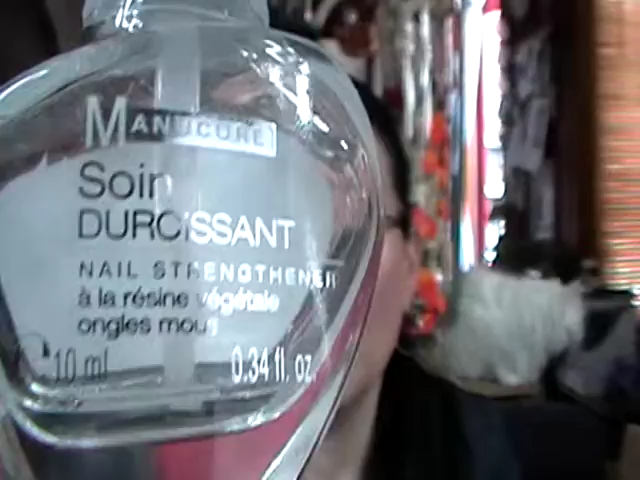 MANUCURE
Soin
DURCISSANT
NAIL STRENGTHENER
à la résine végétale
ongles mous
10 ml 0.34 fl. oz.